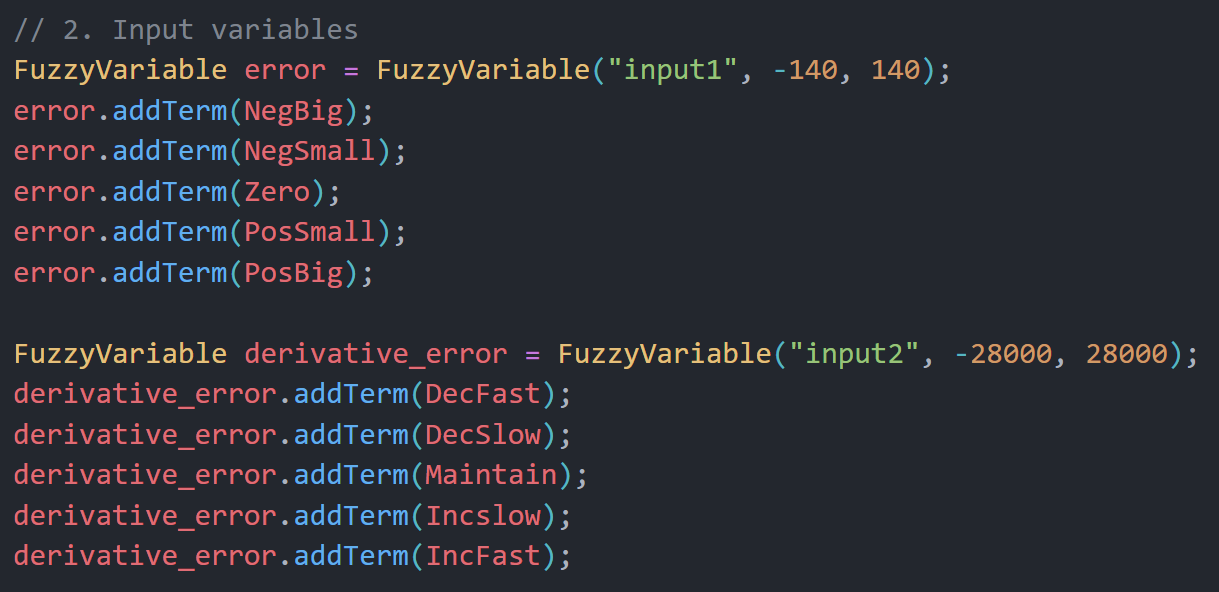 // 2. Input variables
FuzzyVariable error = FuzzyVariable("input1", -140, 140);
error.addTerm(NegBig);
error.addTerm(NegSmall);
error.addTerm(Zero);
error.addTerm(PosSmall);
error.addTerm(PosBig);
FuzzyVariable derivative_error = FuzzyVariable("input2", -28000, 28000);
derivative_error.addTerm(DecFast);
derivative_error.addTerm(DecSlow);
derivative_error.addTerm(Maintain);
derivative_error.addTerm(Incslow);
derivative_error.addTerm(IncFast);